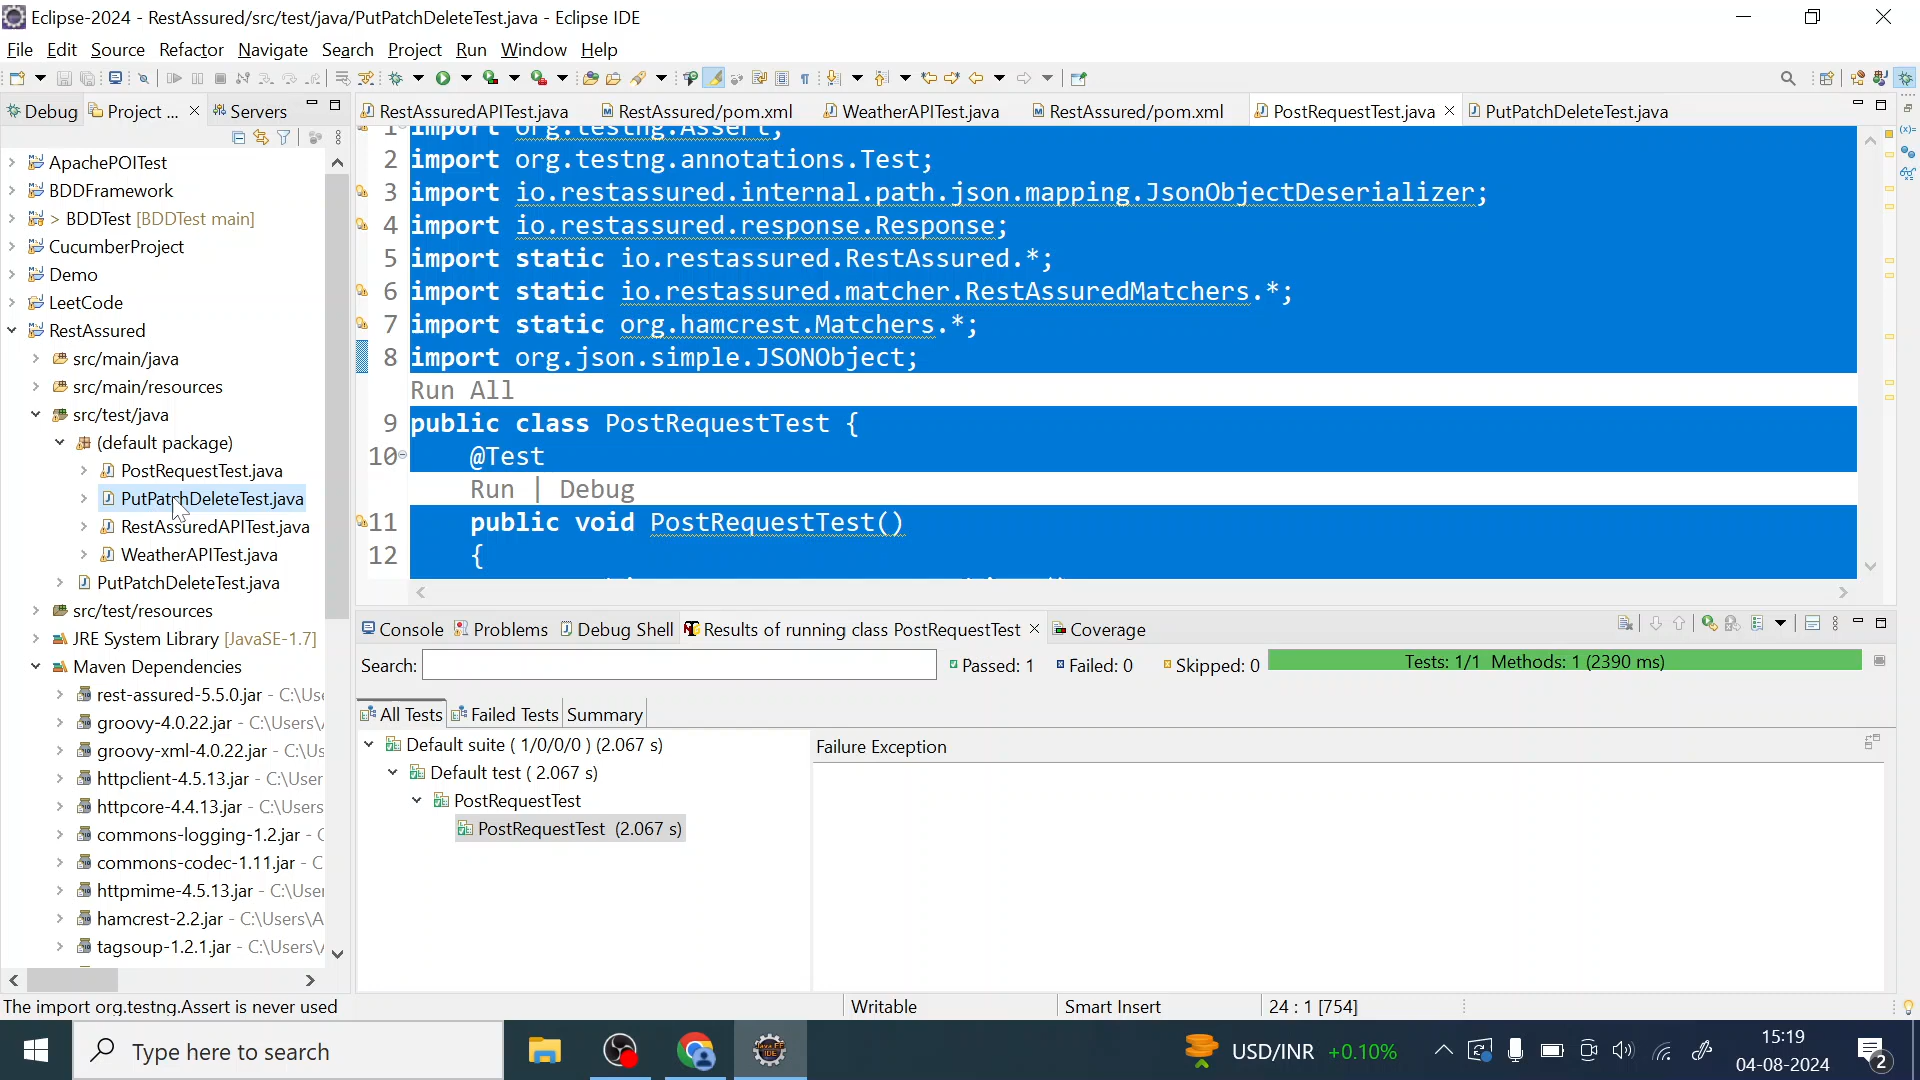 Eclipse-2024 - RestAssured/src/test/java/PutPatchDeleteTest.java - Eclipse IDE
File Edit Source Refactor Navigate Search Project Run Window Help
Debug Project ... Servers
RestAssuredAPITest.java RestAssured/pom.xml WeatherAPITest.java RestAssured/pom.xml PostRequestTest.java PutPatchDeleteTest.java
ApachePOITest
BDDFramework
> BDDTest [BDDTest main]
CucumberProject
Demo
LeetCode
RestAssured
src/main/java
src/main/resources
src/test/java
(default package)
PostRequestTest.java
PutPatchDeleteTest.java
RestAssuredAPITest.java
WeatherAPITest.java
PutPatchDeleteTest.java
src/test/resources
JRE System Library [JavaSE-1.7]
Maven Dependencies
rest-assured-5.5.0.jar - C:\Use
groovy-4.0.22.jar - C:\Users\
groovy-xml-4.0.22.jar - C:\Us
httpclient-4.5.13.jar - C:\User
httpcore-4.4.13.jar - C:\Users
commons-logging-1.2.jar - C
commons-codec-1.11.jar - C
httpmime-4.5.13.jar - C:\User
hamcrest-2.2.jar - C:\Users\A
tagsoup-1.2.1.jar - C:\Users\
1 import org.testng.Assert;
2 import org.testng.annotations.Test;
3 import io.restassured.internal.path.json.mapping.JsonObjectDeserializer;
4 import io.restassured.response.Response;
5 import static io.restassured.RestAssured.*;
6 import static io.restassured.matcher.RestAssuredMatchers.*;
7 import static org.hamcrest.Matchers.*;
8 import org.json.simple.JSONObject;
Run All
9 public class PostRequestTest {
10 @Test
Run | Debug
11 public void PostRequestTest()
12 {
Console Problems Debug Shell Results of running class PostRequestTest Coverage
Search: Passed: 1 Failed: 0 Skipped: 0 Tests: 1/1 Methods: 1 (2390 ms)
All Tests Failed Tests Summary
Default suite ( 1/0/0/0 ) (2.067 s)
Default test ( 2.067 s)
PostRequestTest
PostRequestTest (2.067 s)
Failure Exception
The import org.testng.Assert is never used Writable Smart Insert 24 : 1 [754]
Type here to search
USD/INR +0.10%
15:19
04-08-2024
2